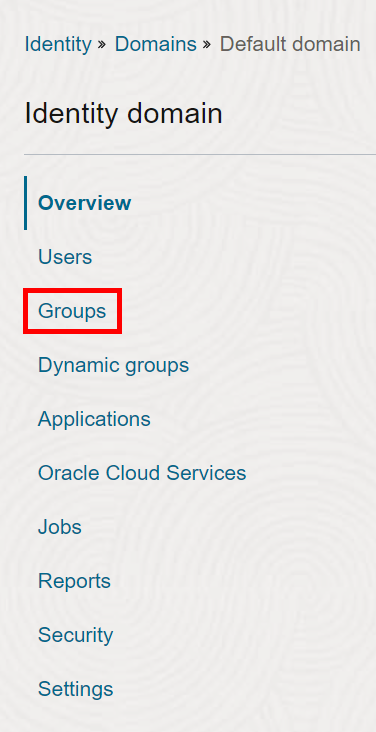 Identity » Domains » Default domain
Identity domain
Overview
Users
Groups
Dynamic groups
Applications
Oracle Cloud Services
Jobs
Reports
Security
Settings